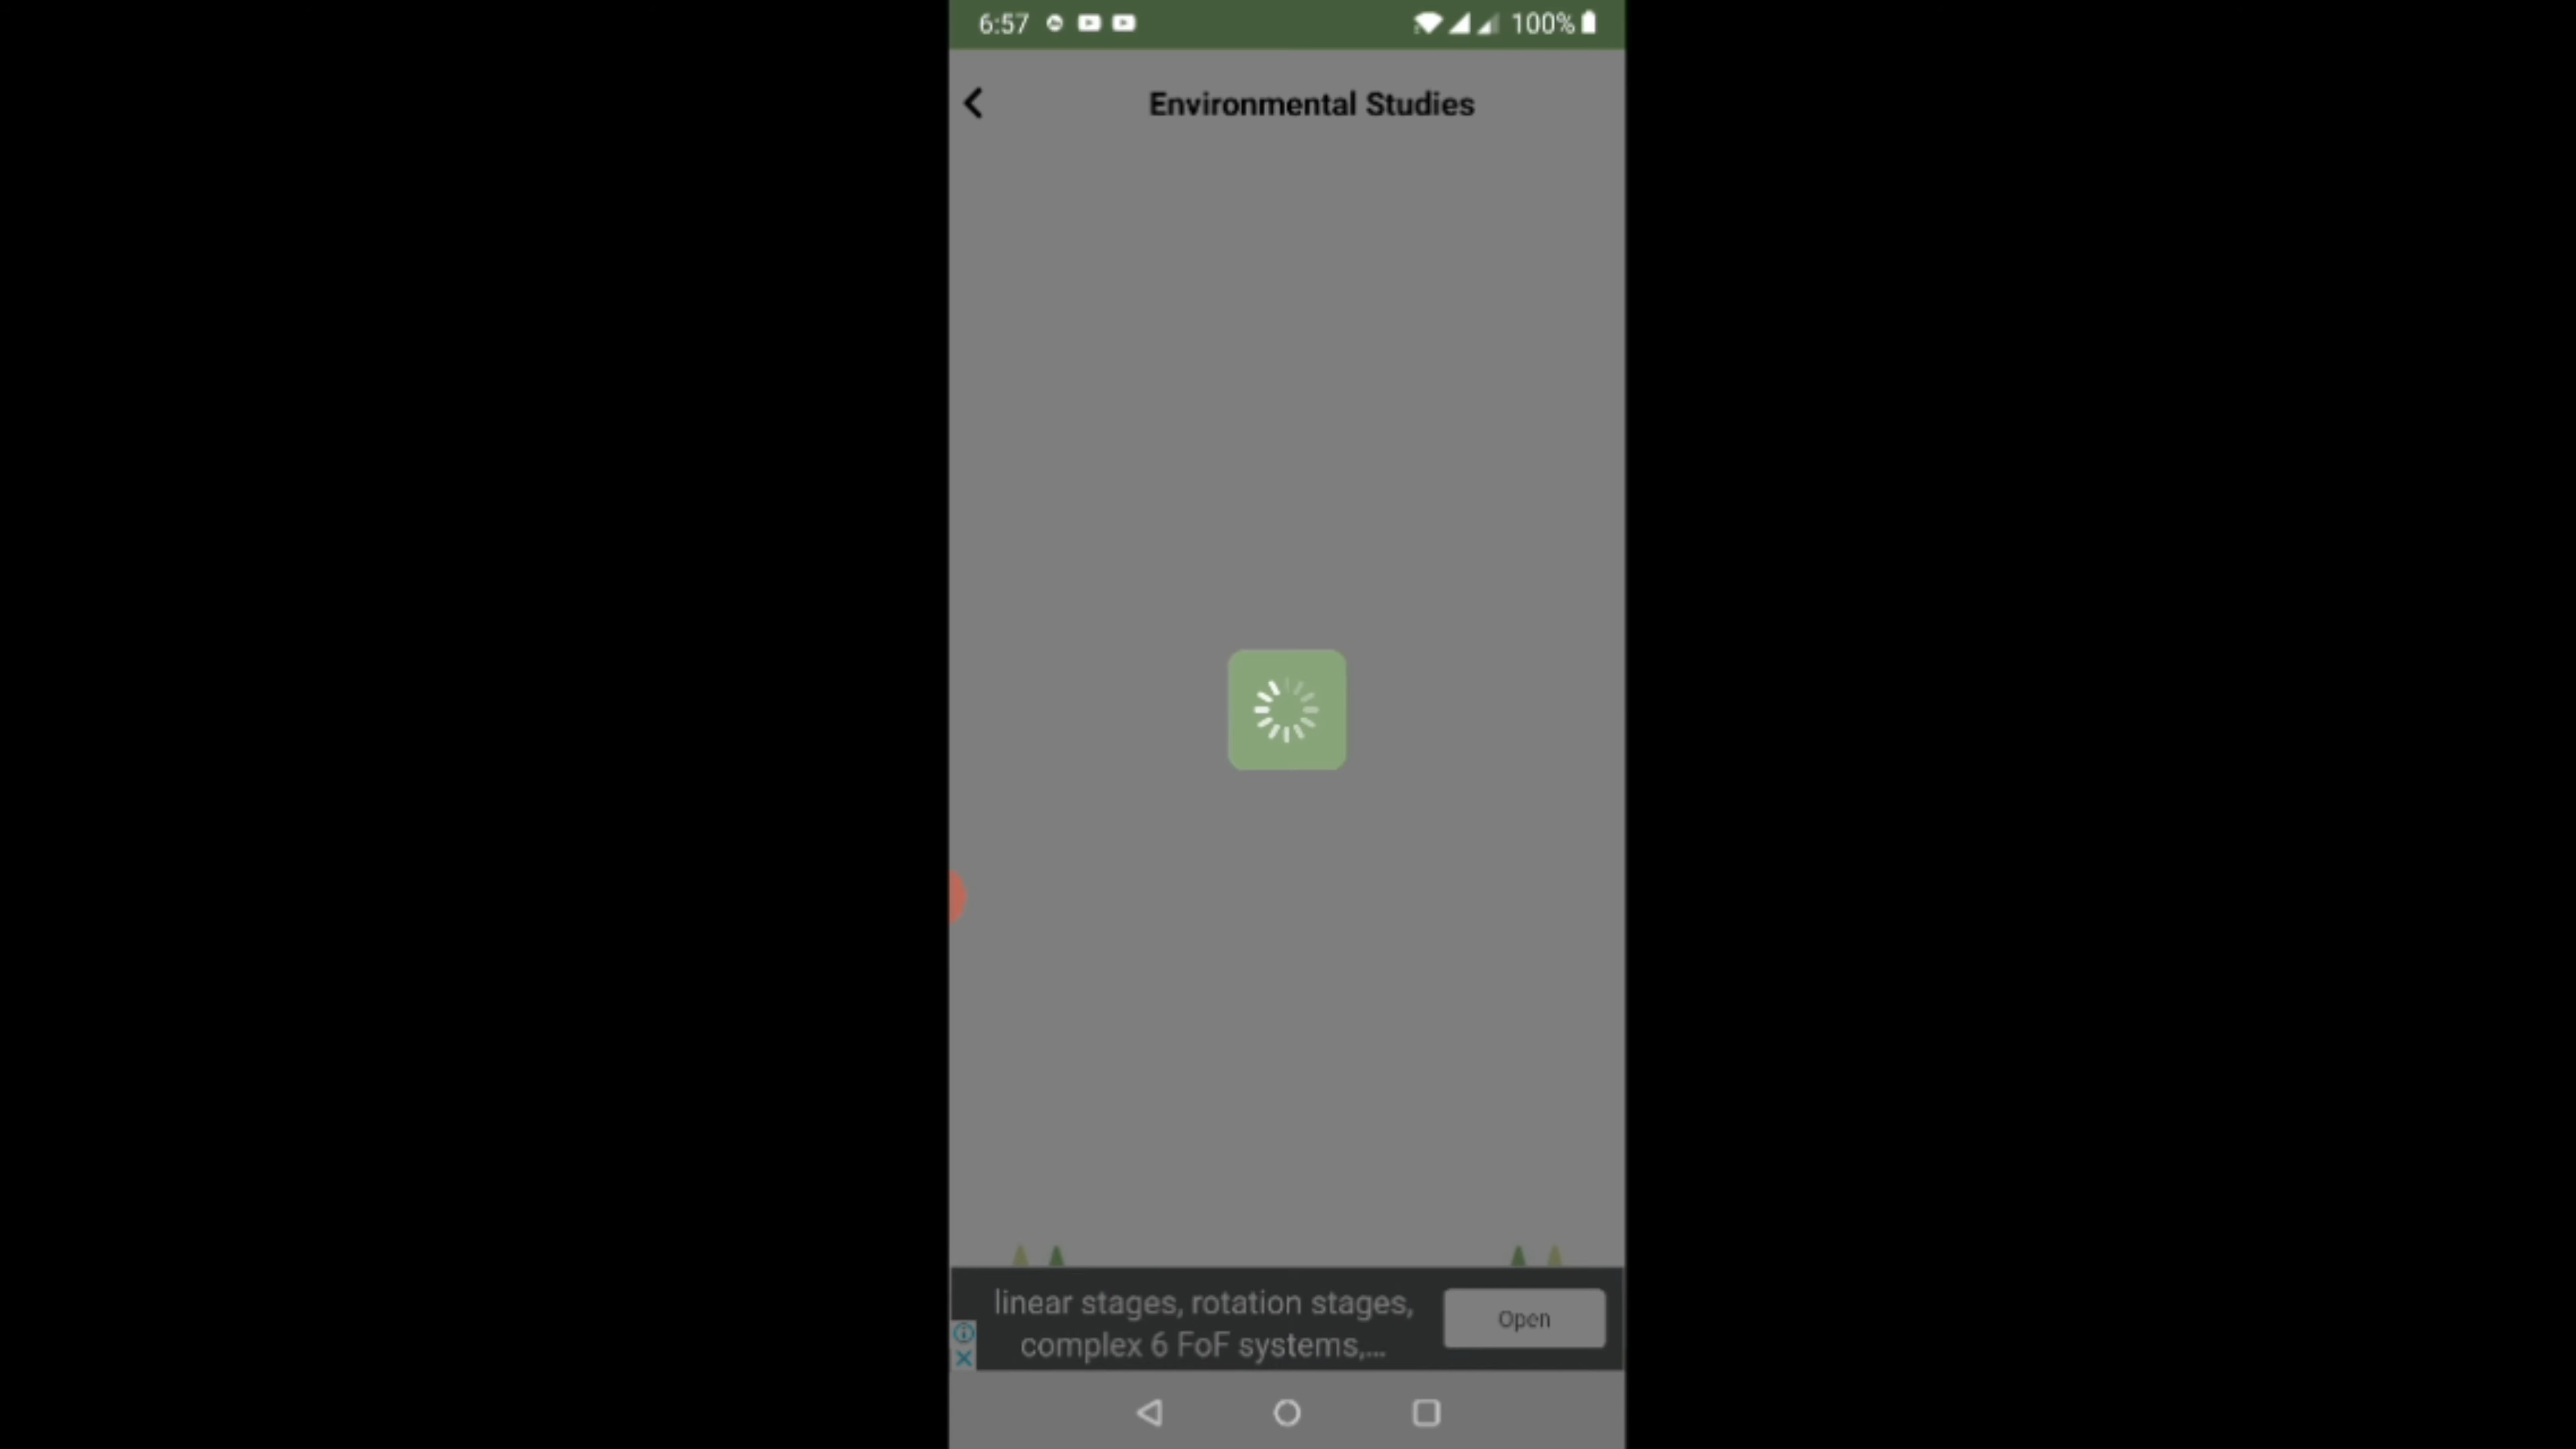 6:57 100%
Environmental Studies
linear stages, rotation stages,
complex 6 FoF systems,...
Open